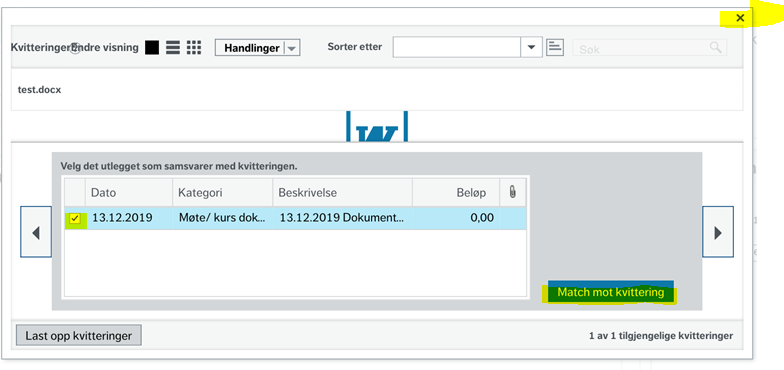 ×
Kvitteringer Endre visning Handlinger Sorter etter Søk
test.docx
W
Velg det utlegget som samsvarer med kvitteringen.
Dato Kategori Beskrivelse Beløp
13.12.2019 Møte/ kurs dok... 13.12.2019 Dokument... 0,00
Match mot kvittering
Last opp kvitteringer 1 av 1 tilgjengelige kvitteringer